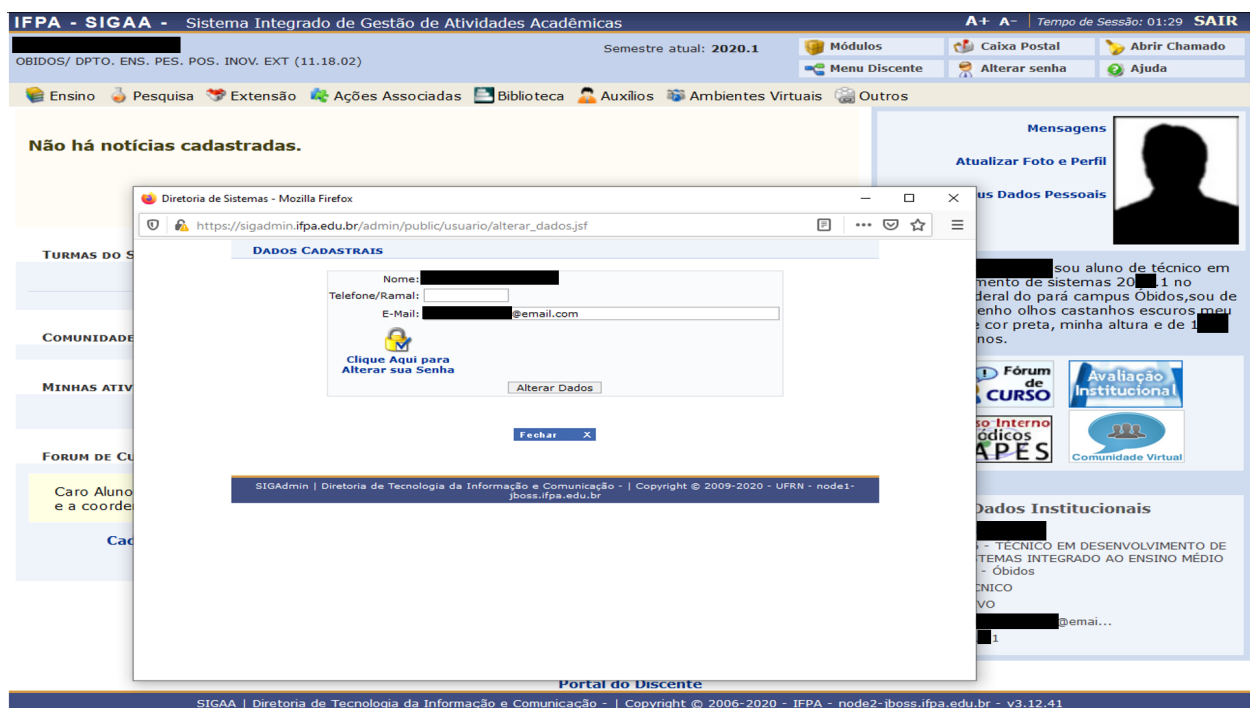 IFPA - SIGAA - Sistema Integrado de Gestão de Atividades Acadêmicas
A+ A- | Tempo de Sessão: 01:29 SAIR
Semestre atual: 2020.1
OBIDOS/ DPTO. ENS. PES. POS. INOV. EXT (11.18.02)
Módulos
Caixa Postal
Abrir Chamado
Menu Discente
Alterar senha
Ajuda
Ensino Pesquisa Extensão Ações Associadas Biblioteca Auxílios Ambientes Virtuais Outros
Não há notícias cadastradas.
Mensagens
Atualizar Foto e Perfil
us Dados Pessoais
Turmas do S
Comunidade
Minhas ativ
Forum de Cu
Caro Aluno
e a coorde
Cad
Diretoria de Sistemas - Mozilla Firefox
https://sigadmin.ifpa.edu.br/admin/public/usuario/alterar_dados.jsf
Dados Cadastrais
Nome:
Telefone/Ramal:
E-Mail: @email.com
Clique Aqui para
Alterar sua Senha
Alterar Dados
Fechar X
SIGAdmin | Diretoria de Tecnologia da Informação e Comunicação - | Copyright © 2009-2020 - UFRN - node1-
jboss.ifpa.edu.br
sou aluno de técnico em
mento de sistemas 20 .1 no
deral do pará campus Óbidos,sou de
enho olhos castanhos escuros meu
e cor preta, minha altura e de 1
nos.
Fórum
de
CURSO
Avaliação
Institucional
so Interno
ódicos
APES
Comunidade Virtual
Dados Institucionais
- TÉCNICO EM DESENVOLVIMENTO DE
TEMAS INTEGRADO AO ENSINO MÉDIO
- Óbidos
CNICO
VO
@emai...
1
Portal do Discente
SIGAA | Diretoria de Tecnologia da Informação e Comunicação - | Copyright © 2006-2020 - IFPA - node2-jboss.ifpa.edu.br - v3.12.41